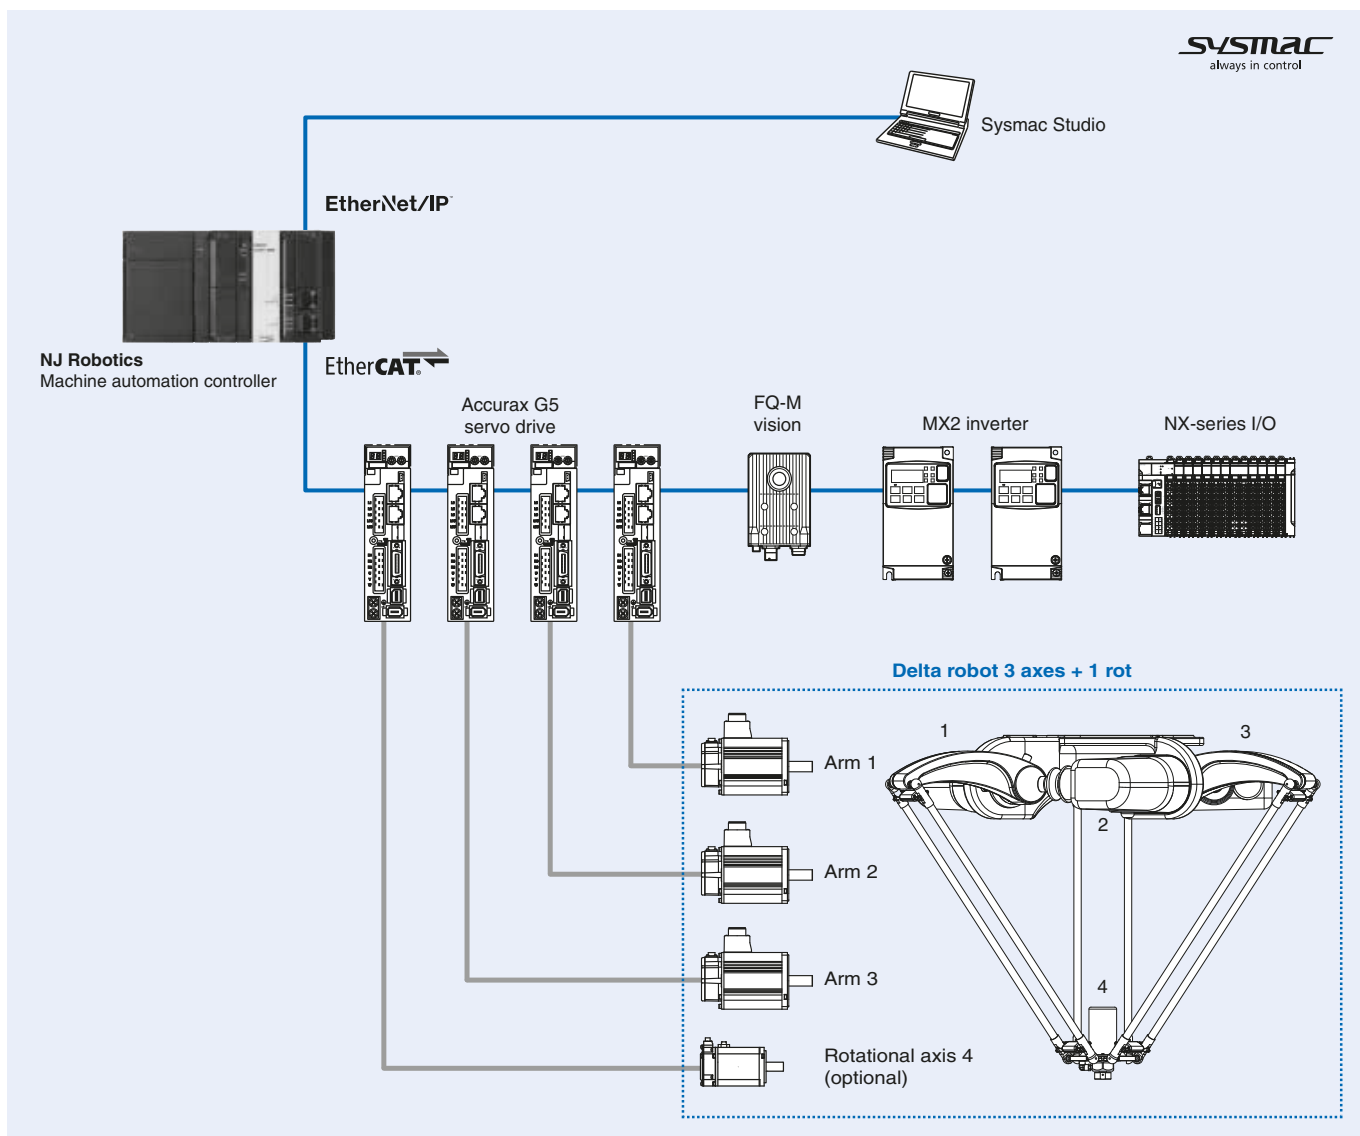 sysmac
always in control
Sysmac Studio
EtherNet/IP™
NJ Robotics
Machine automation controller
EtherCAT®
Accurax G5
servo drive
FQ-M
vision
MX2 inverter
NX-series I/O
Delta robot 3 axes + 1 rot
Arm 1
Arm 2
Arm 3
Rotational axis 4
(optional)
1
3
2
4